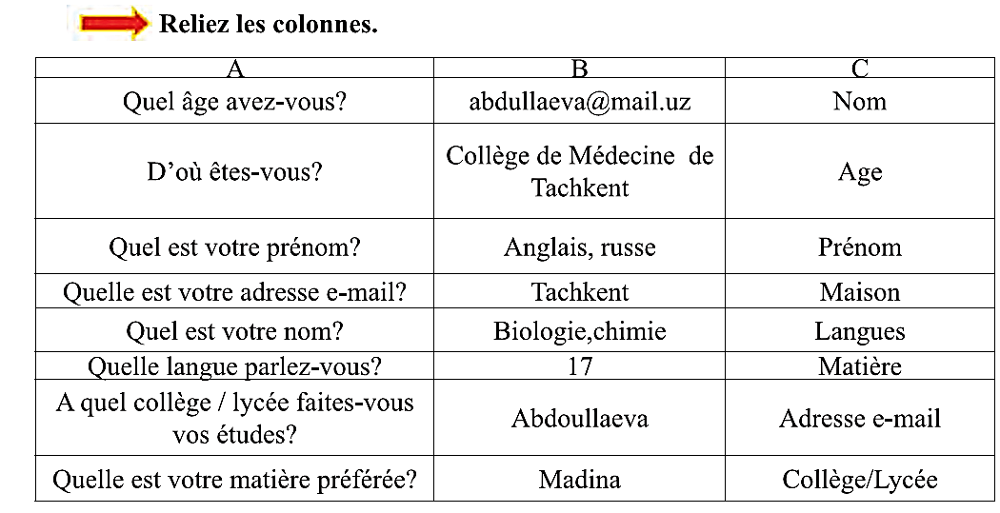 Reliez les colonnes.
A B C
Quel âge avez-vous? abdullaeva@mail.uz Nom
D’où êtes-vous? Collège de Médecine de Tachkent Age
Quel est votre prénom? Anglais, russe Prénom
Quelle est votre adresse e-mail? Tachkent Maison
Quel est votre nom? Biologie,chimie Langues
Quelle langue parlez-vous? 17 Matière
A quel collège / lycée faites-vous vos études? Abdoullaeva Adresse e-mail
Quelle est votre matière préférée? Madina Collège/Lycée